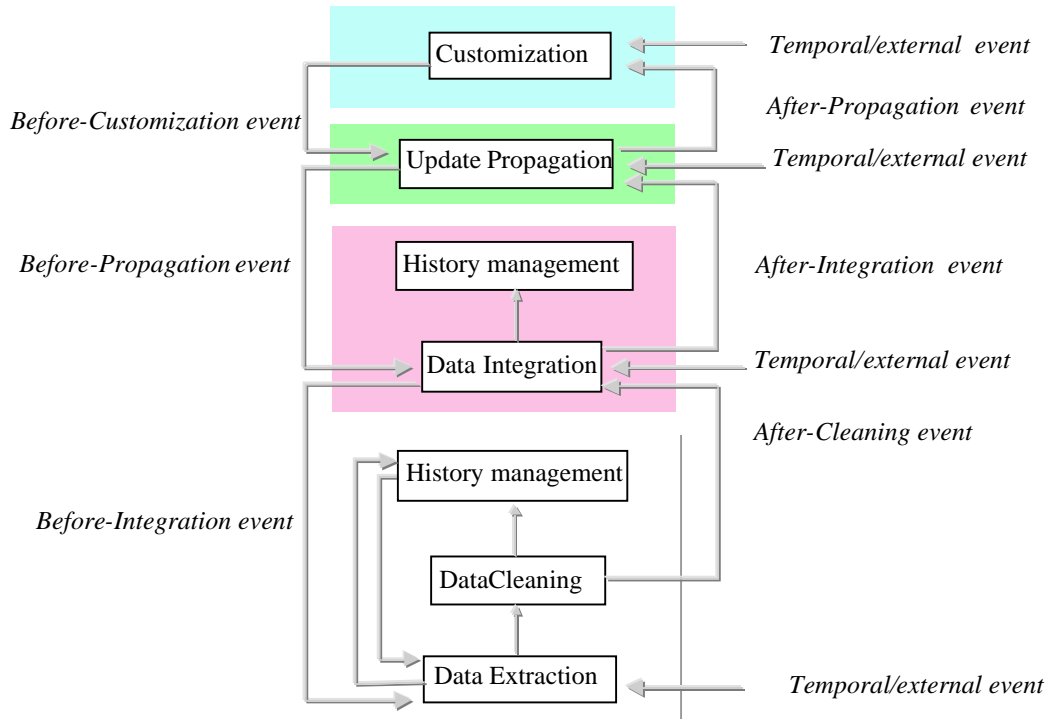 Customization
Temporal/external event
After-Propagation event
Before-Customization event
Update Propagation
Temporal/external event
History management
Before-Propagation event
After-Integration event
Data Integration
Temporal/external event
After-Cleaning event
History management
Before-Integration event
DataCleaning
Data Extraction
Temporal/external event